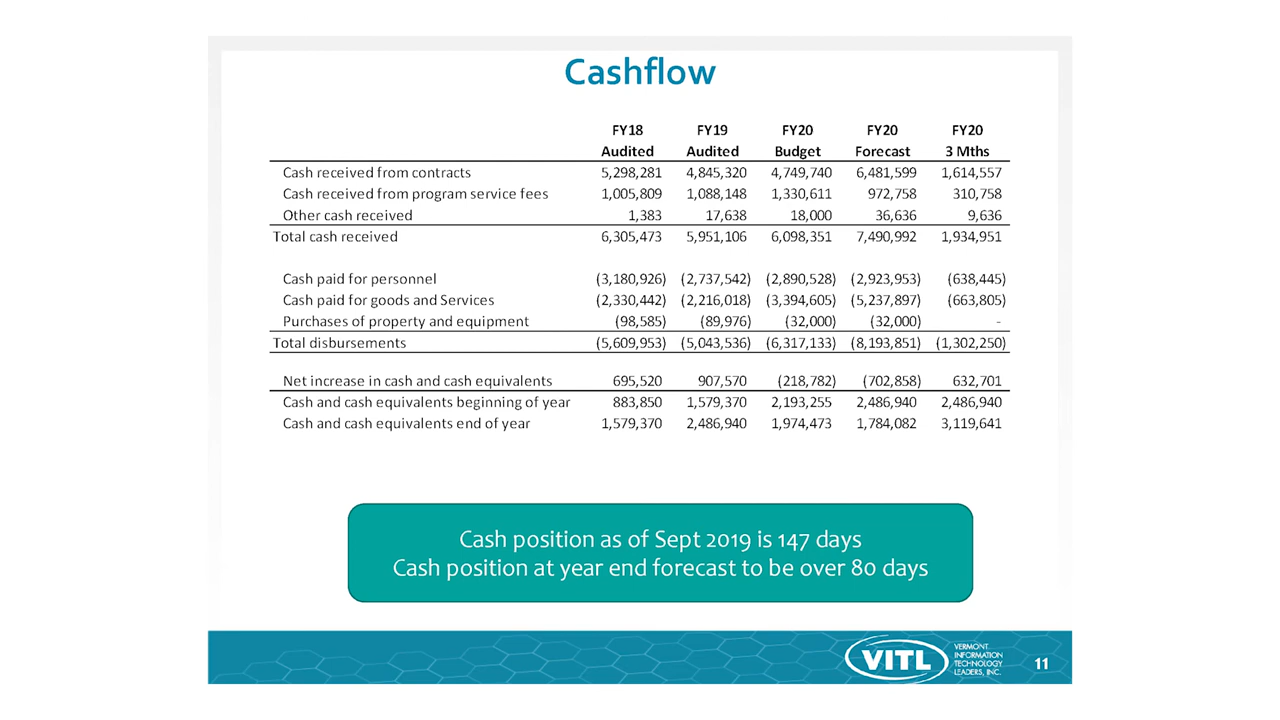 Cashflow
FY18 FY19 FY20 FY20 FY20
Audited Audited Budget Forecast 3 Mths
Cash received from contracts 5,298,281 4,845,320 4,749,740 6,481,599 1,614,557
Cash received from program service fees 1,005,809 1,088,148 1,330,611 972,758 310,758
Other cash received 1,383 17,638 18,000 36,636 9,636
Total cash received 6,305,473 5,951,106 6,098,351 7,490,992 1,934,951
Cash paid for personnel (3,180,926) (2,737,542) (2,890,528) (2,923,953) (638,445)
Cash paid for goods and Services (2,330,442) (2,216,018) (3,394,605) (5,237,897) (663,805)
Purchases of property and equipment (98,585) (89,976) (32,000) (32,000) -
Total disbursements (5,609,953) (5,043,536) (6,317,133) (8,193,851) (1,302,250)
Net increase in cash and cash equivalents 695,520 907,570 (218,782) (702,858) 632,701
Cash and cash equivalents beginning of year 883,850 1,579,370 2,193,255 2,486,940 2,486,940
Cash and cash equivalents end of year 1,579,370 2,486,940 1,974,473 1,784,082 3,119,641
Cash position as of Sept 2019 is 147 days
Cash position at year end forecast to be over 80 days
VITL
VERMONT
INFORMATION
TECHNOLOGY
LEADERS, INC.
11